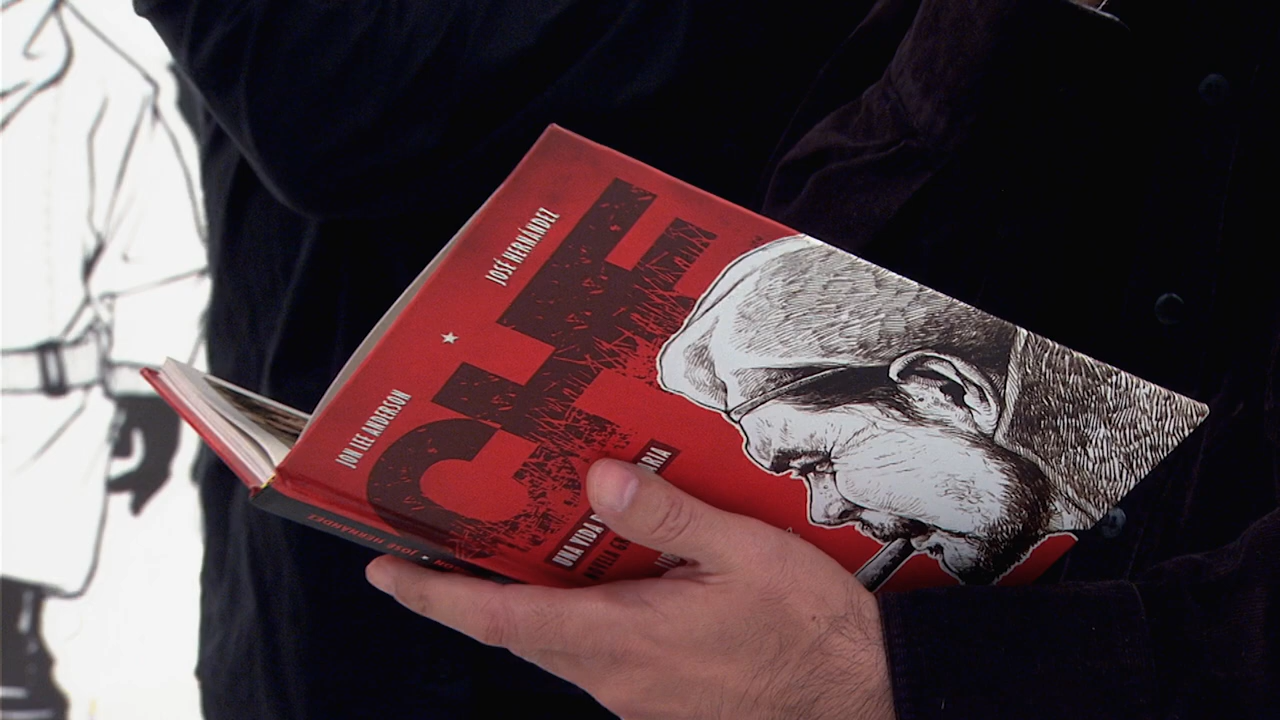 JON LEE ANDERSON
JOSÉ HERNÁNDEZ
CHE
UNA VIDA
JOSÉ HERNÁNDEZ